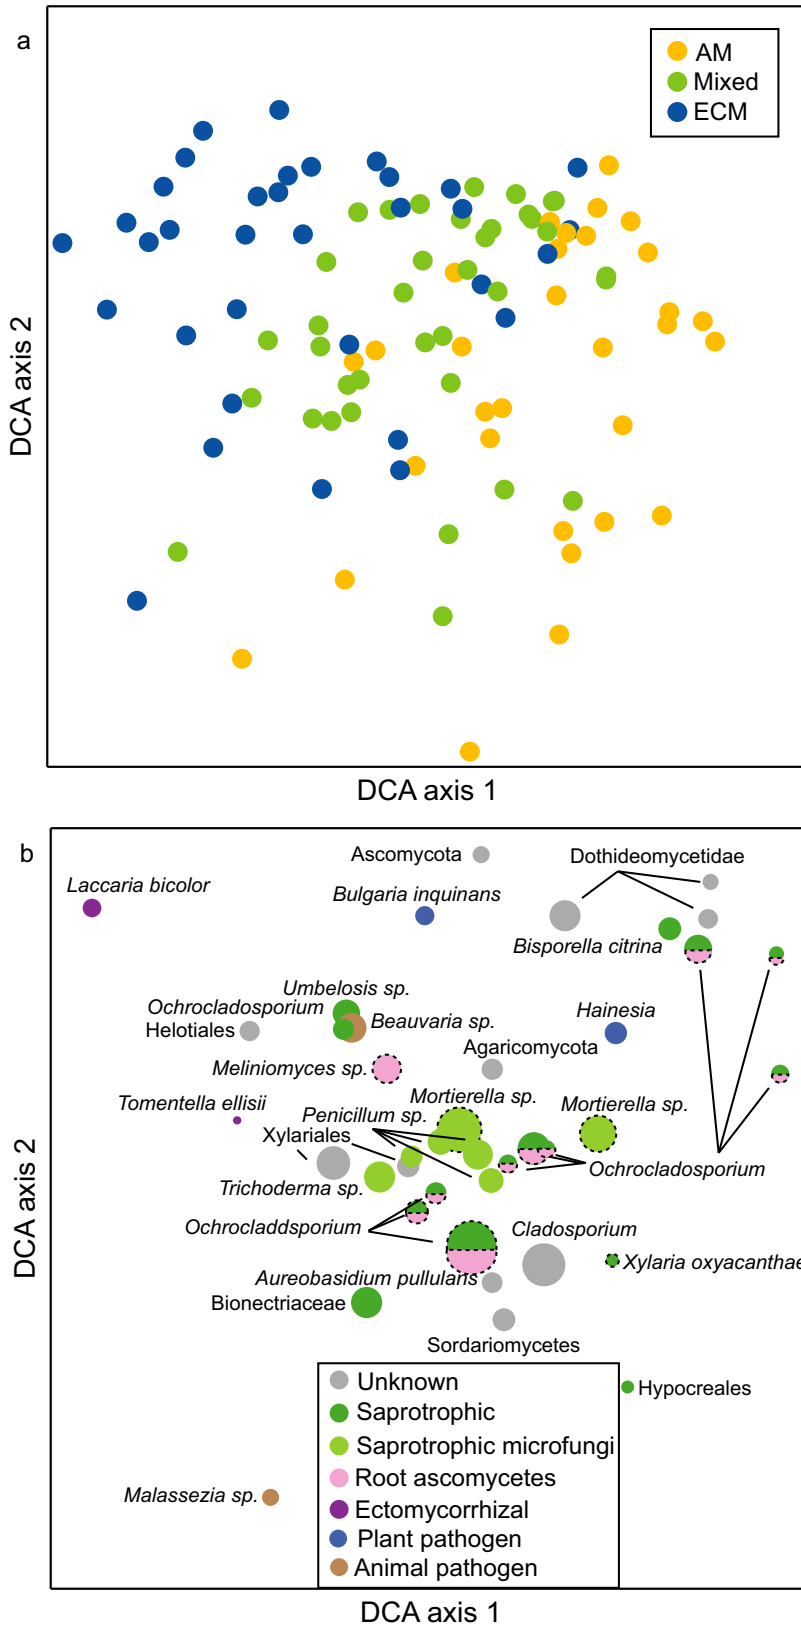 a
AM
Mixed
ECM
DCA axis 2
DCA axis 1
b
Ascomycota
Dothideomycetidae
Laccaria bicolor
Bulgaria inquinans
Bisporella citrina
Umbelosis sp.
Ochrocladosporium
Beauvaria sp.
Hainesia
Helotiales
Agaricomycota
Meliniomyces sp.
Mortierella sp.
Mortierella sp.
Tomentella ellisii
Penicillum sp.
Xylariales
Trichoderma sp.
Ochrocladosporium
Ochrocladdsporium
Cladosporium
Xylaria oxyacanthae
Aureobasidium pullularis
Bionectriaceae
Sordariomycetes
Unknown
Saprotrophic
Saprotrophic microfungi
Root ascomycetes
Ectomycorrhizal
Plant pathogen
Animal pathogen
Hypocreales
Malassezia sp.
DCA axis 2
DCA axis 1